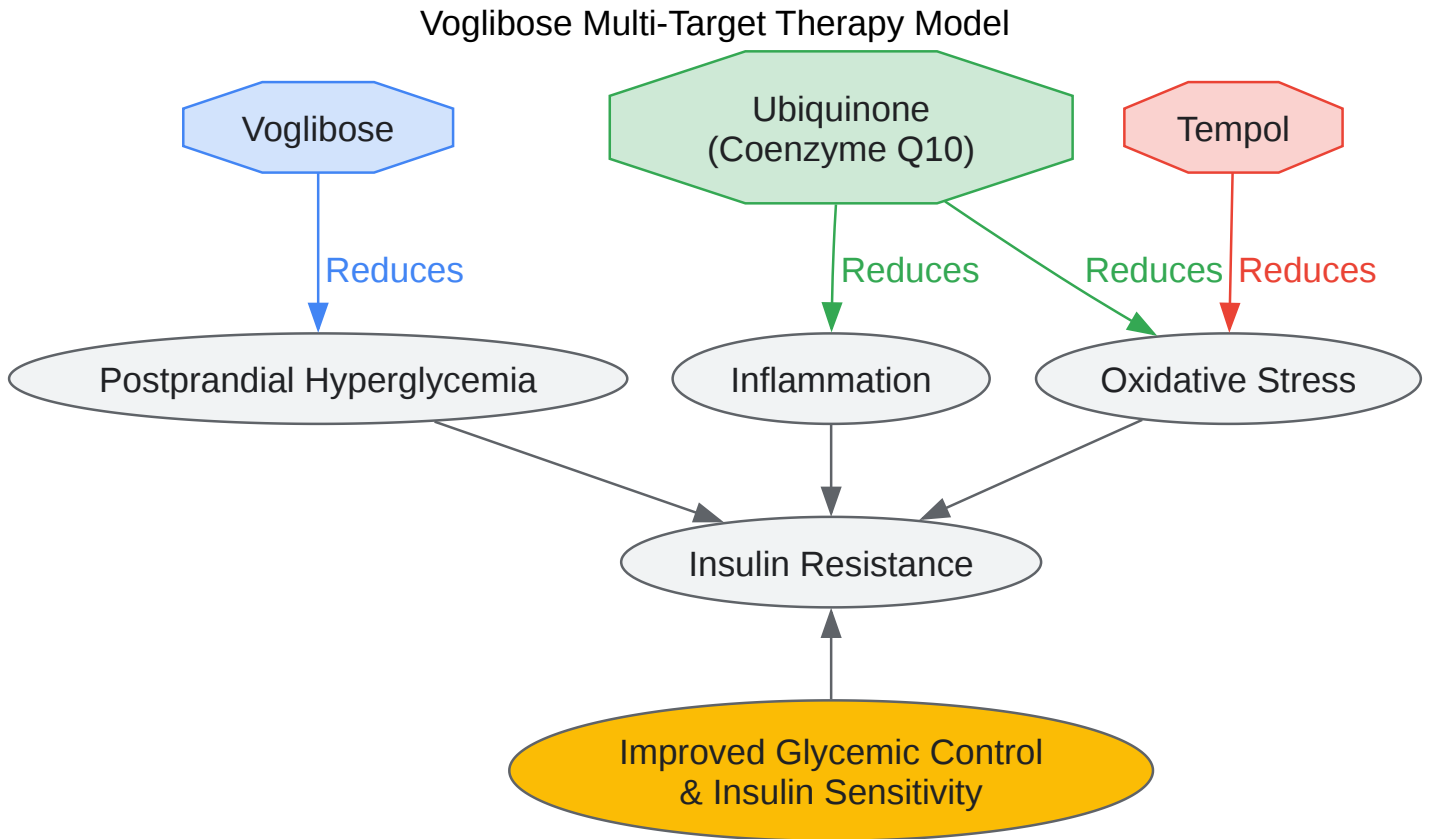 Voglibose Multi-Target Therapy Model
Voglibose
Ubiquinone
(Coenzyme Q10)
Tempol
Reduces
Reduces
Reduces
Reduces
Postprandial Hyperglycemia
Inflammation
Oxidative Stress
Insulin Resistance
Improved Glycemic Control
& Insulin Sensitivity